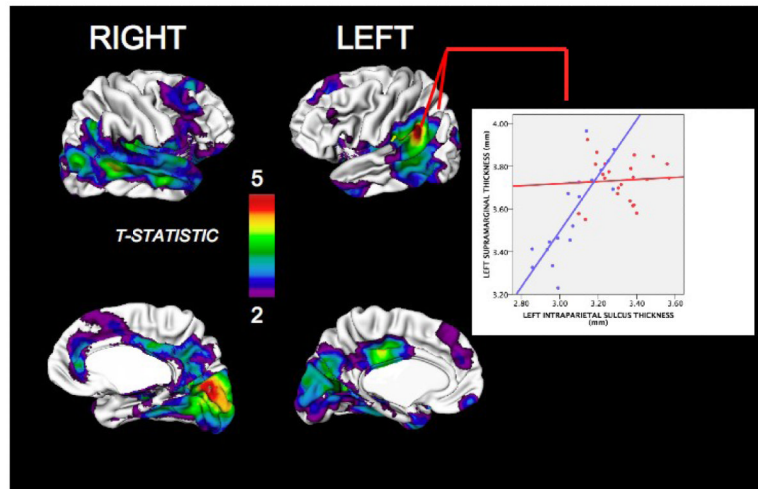 RIGHT
LEFT
5
T-STATISTIC
2
4.00
3.80
3.60
3.40
3.20
LEFT SUPRAMARGINAL THICKNESS (mm)
2.80 3.00 3.20 3.40 3.60
LEFT INTRAPARIETAL SULCUS THICKNESS
(mm)